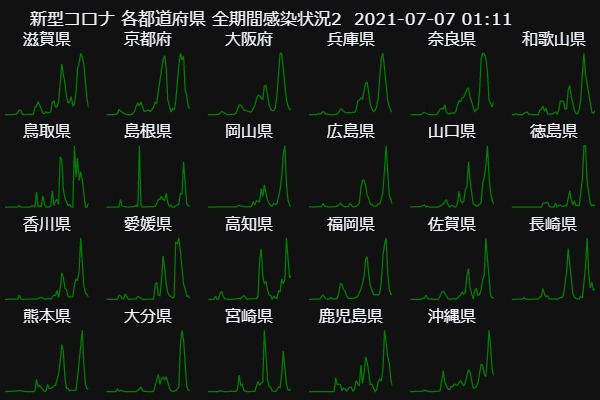 新型コロナ 各都道府県 全期間感染状況2 2021-07-07 01:11
滋賀県 京都府 大阪府 兵庫県 奈良県 和歌山県
鳥取県 島根県 岡山県 広島県 山口県 徳島県
香川県 愛媛県 高知県 福岡県 佐賀県 長崎県
熊本県 大分県 宮崎県 鹿児島県 沖縄県